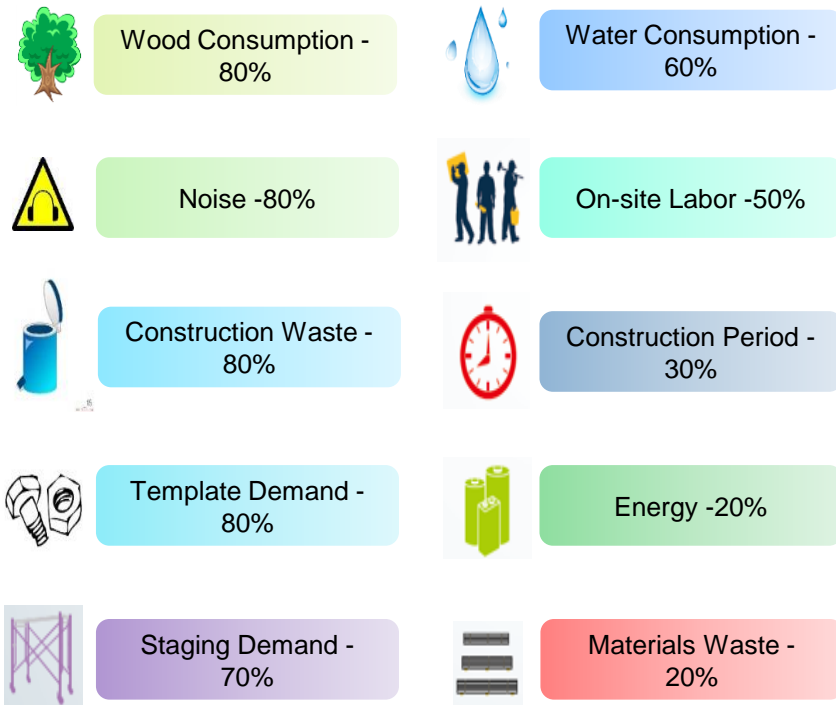 Wood Consumption -
80%
Water Consumption -
60%
Noise -80%
On-site Labor -50%
Construction Waste -
80%
Construction Period -
30%
Template Demand -
80%
Energy -20%
Staging Demand -
70%
Materials Waste -
20%